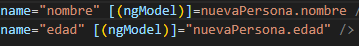 name="nombre" [(ngModel)]=nuevaPersona.nombre /
name="edad" [(ngModel)]="nuevaPersona.edad" />